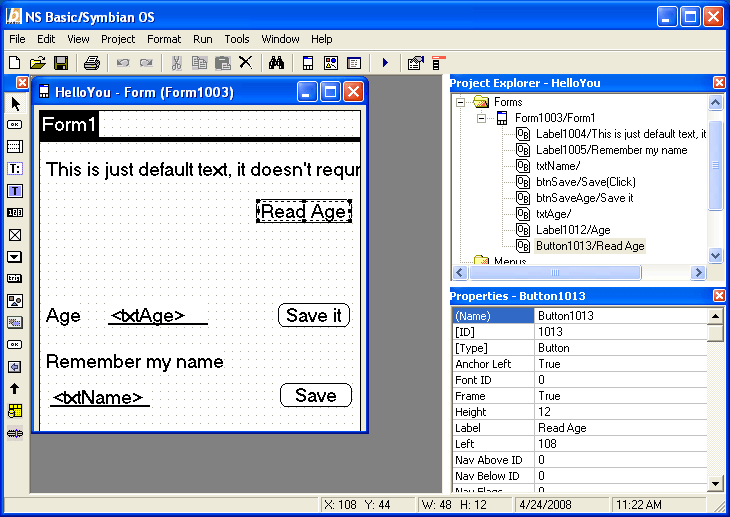 NS Basic/Symbian OS
File Edit View Project Format Run Tools Window Help
HelloYou - Form (Form1003)
Form1
This is just default text, it doesn't requr
Read Age
Age <txtAge> Save it
Remember my name
<txtName> Save
Project Explorer - HelloYou
Forms
Form1003/Form1
Label1004/This is just default text, it
Label1005/Remember my name
txtName/
btnSave/Save(Click)
btnSaveAge/Save it
txtAge/
Label1012/Age
Button1013/Read Age
Menus
Properties - Button1013
(Name) Button1013
[ID] 1013
[Type] Button
Anchor Left True
Font ID 0
Frame True
Height 12
Label Read Age
Left 108
Nav Above ID 0
Nav Below ID 0
Nav Flags 0
X: 108 Y: 44 W: 48 H: 12 4/24/2008 11:22 AM